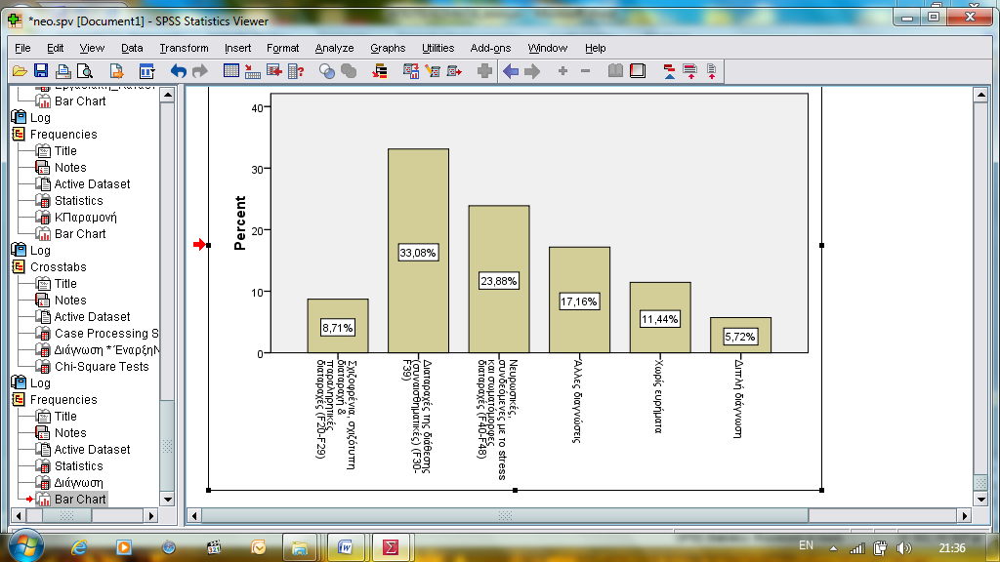 *neo.spv [Document1] - SPSS Statistics Viewer
File Edit View Data Transform Insert Format Analyze Graphs Utilities Add-ons Window Help
Bar Chart
Log
Frequencies
Title
Notes
Active Dataset
Statistics
ΚΠαραμονή
Bar Chart
Log
Crosstabs
Title
Notes
Active Dataset
Case Processing S
Διάγνωση * ΈναρξηΝ
Chi-Square Tests
Log
Frequencies
Title
Notes
Active Dataset
Statistics
Διάγνωση
Bar Chart
Percent
40
30
20
10
0
8,71%
33,08%
23,88%
17,16%
11,44%
5,72%
Σχιζοφρένια, σχιζότυπη
διαταραχή &
παραληρητικές
διαταραχές (F20-F29)
Διαταραχές της διάθεσης
(συναισθηματικές) (F30-
F39)
Νευρωσικές,
συνδεόμενες με το stress
και σωματόμορφες
διαταραχές (F40-F48)
Άλλες διαγνώσεις
Χωρίς ευρήματα
Διπλή διάγνωση
EN
21:36